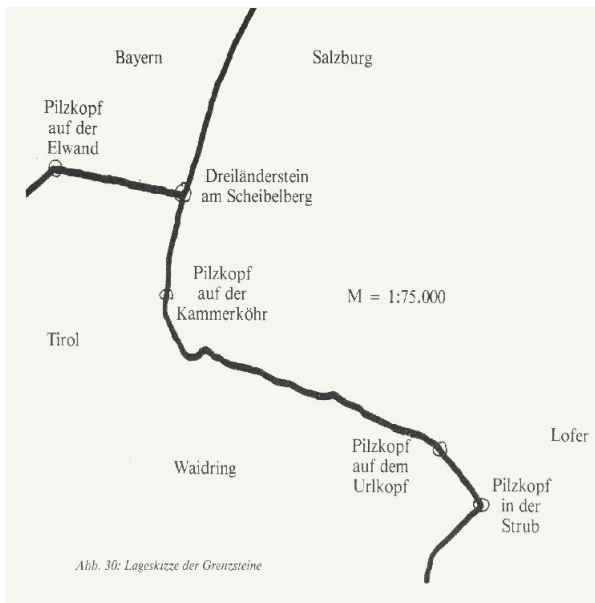 Bayern
Salzburg
Pilzkopf
auf der
Elwand
Dreiländerstein
am Scheibelberg
Pilzkopf
auf der
Kammerköhr
M = 1:75.000
Tirol
Lofer
Pilzkopf
auf dem
Urlkopf
Waidring
Pilzkopf
in der
Strub
Abb. 30: Lageskizze der Grenzsteine